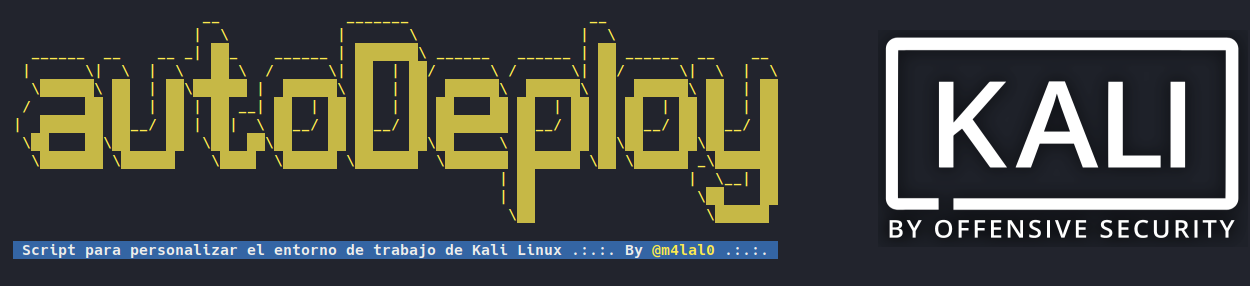 autoDeploy
Script para personalizar el entorno de trabajo de Kali Linux .:.:. By @m4lal0 .:.:.
KALI
BY OFFENSIVE SECURITY